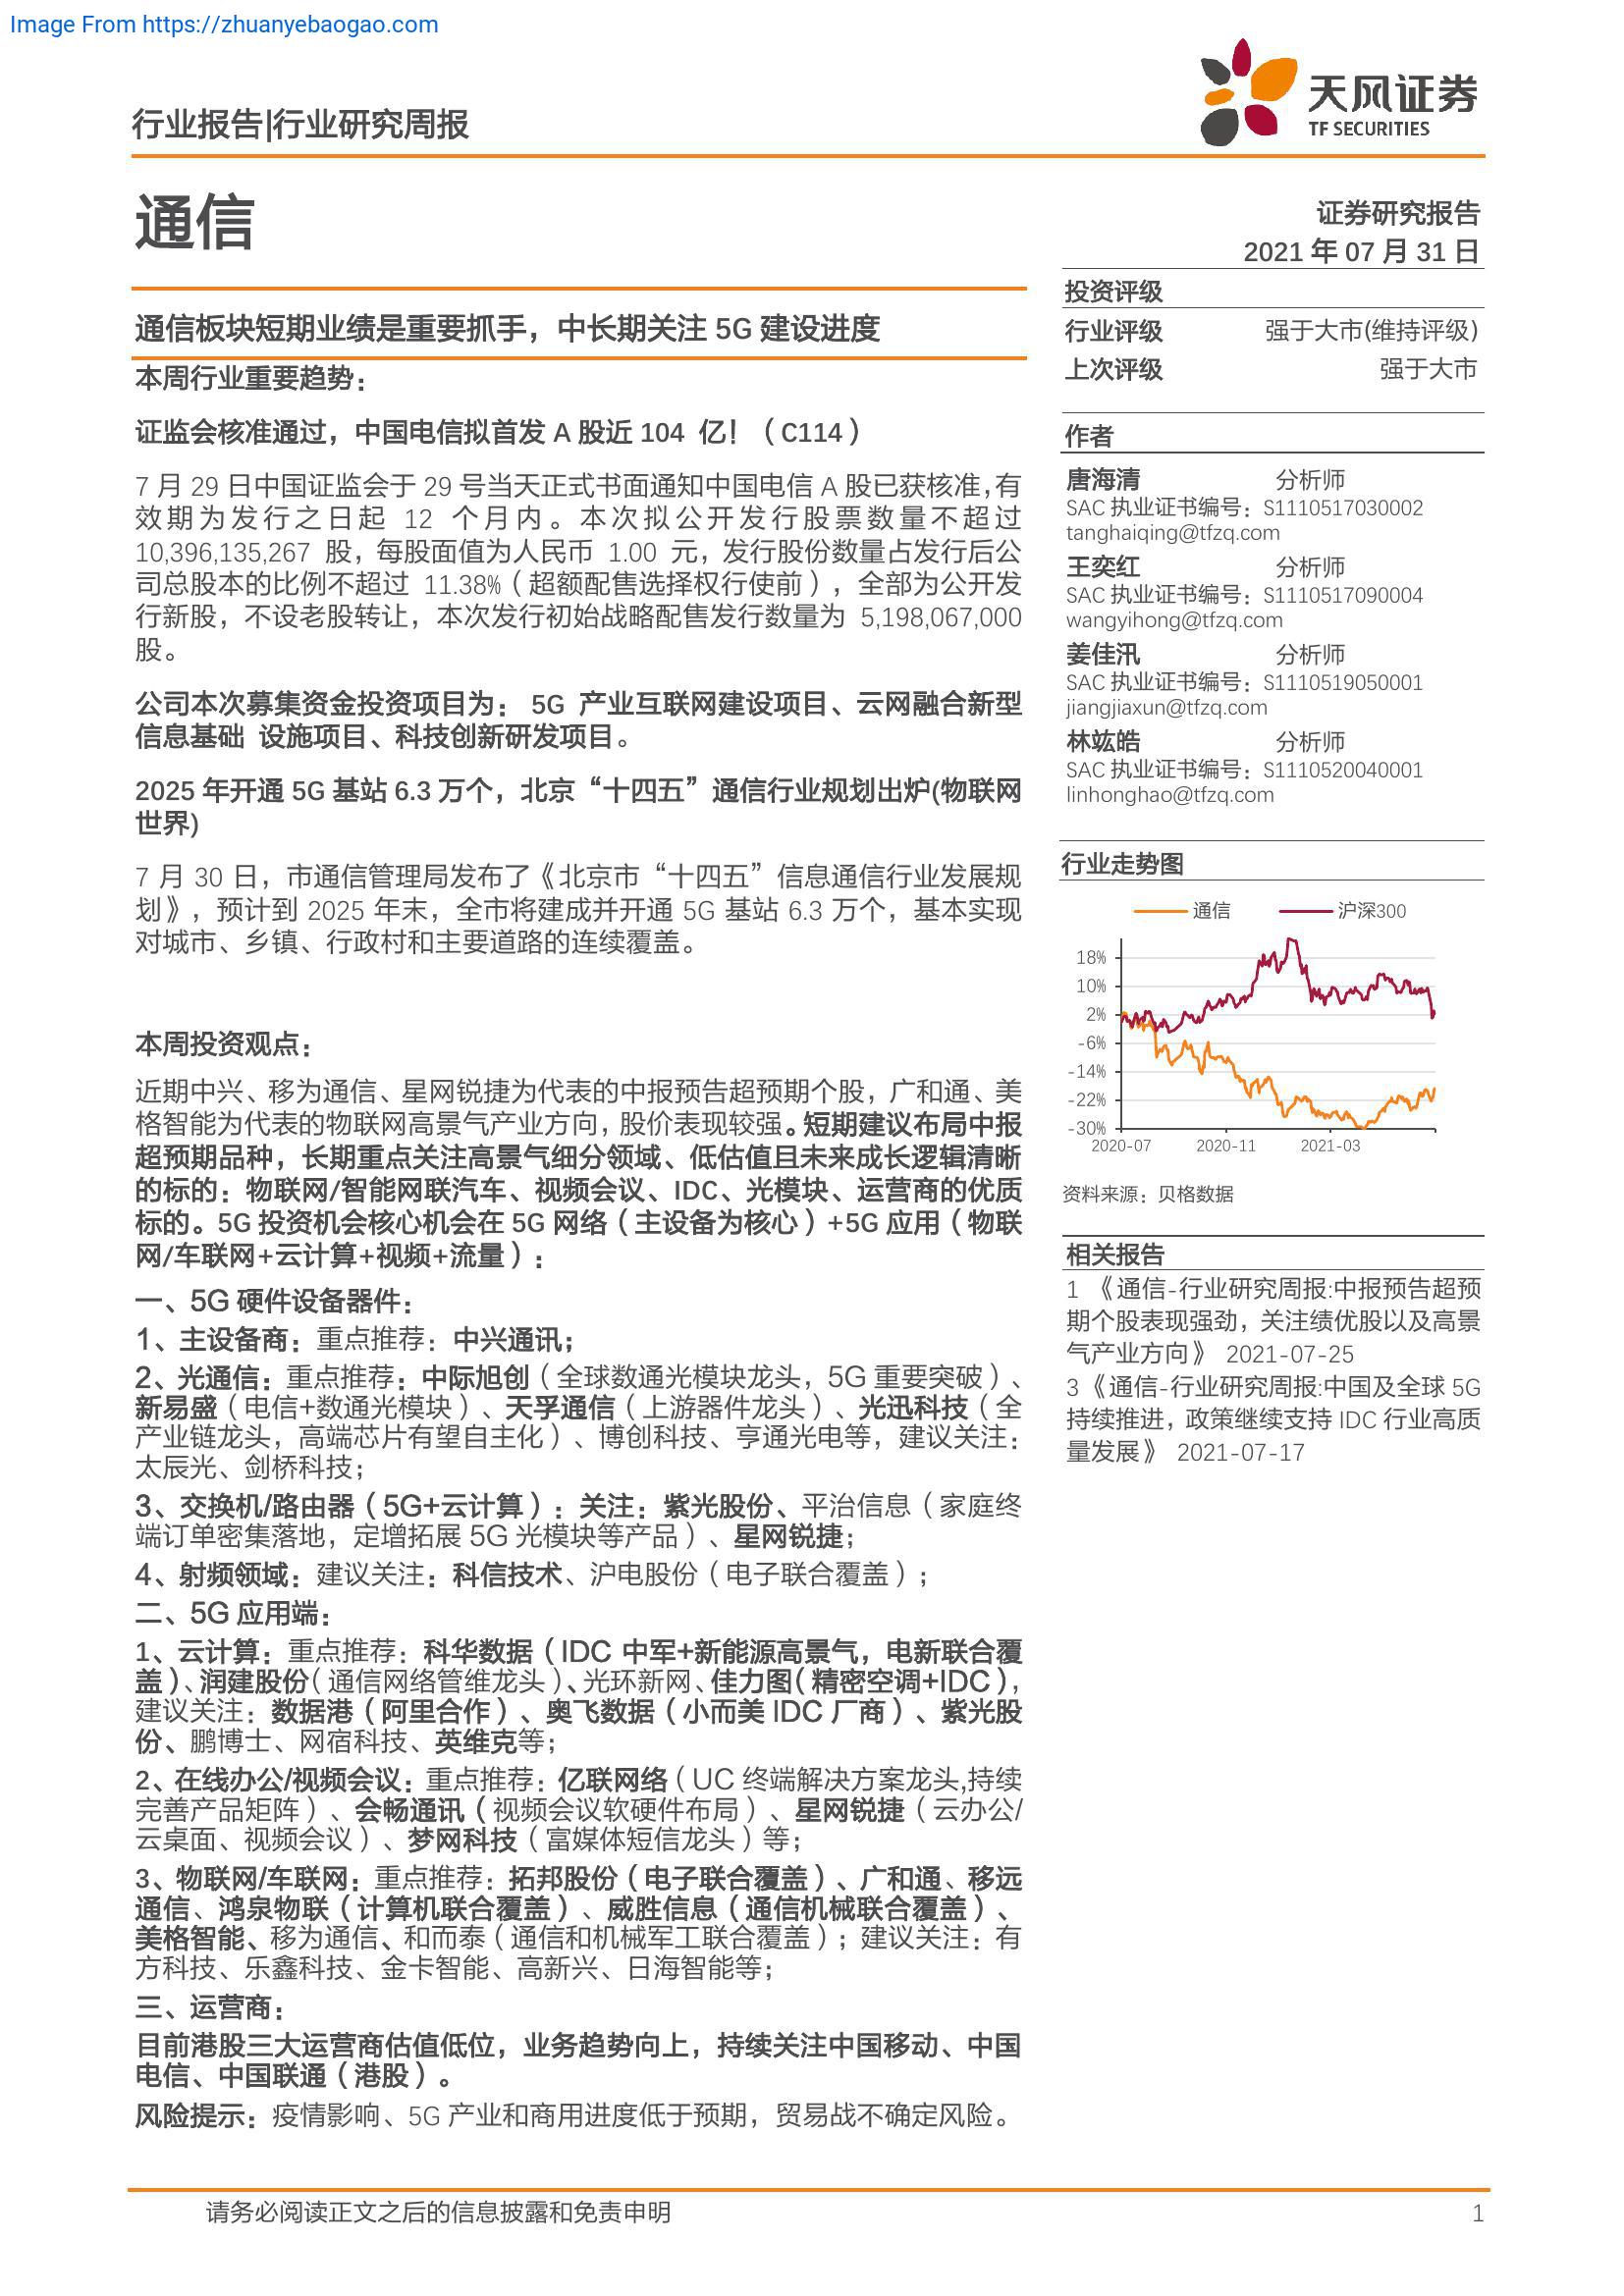 Image From https://zhuanyebaogao.com
行业报告|行业研究周报
天风证券
TF SECURITIES
通信
证券研究报告
2021 年 07 月 31 日
通信板块短期业绩是重要抓手，中长期关注 5G 建设进度
本周行业重要趋势：
证监会核准通过，中国电信拟首发 A 股近 104 亿！（C114）
7 月 29 日中国证监会于 29 号当天正式书面通知中国电信 A 股已获核准，有
效期为发行之日起 12 个月内。本次拟公开发行股票数量不超过
10,396,135,267 股，每股面值为人民币 1.00 元，发行股份数量占发行后公
司总股本的比例不超过 11.38%（超额配售选择权行使前），全部为公开发
行新股，不设老股转让，本次发行初始战略配售发行数量为 5,198,067,000
股。
公司本次募集资金投资项目为： 5G 产业互联网建设项目、云网融合新型
信息基础 设施项目、科技创新研发项目。
2025 年开通 5G 基站 6.3 万个，北京“十四五”通信行业规划出炉(物联网
世界)
7 月 30 日，市通信管理局发布了《北京市“十四五”信息通信行业发展规
划》，预计到 2025 年末，全市将建成并开通 5G 基站 6.3 万个，基本实现
对城市、乡镇、行政村和主要道路的连续覆盖。
本周投资观点：
近期中兴、移为通信、星网锐捷为代表的中报预告超预期个股，广和通、美
格智能为代表的物联网高景气产业方向，股价表现较强。短期建议布局中报
超预期品种，长期重点关注高景气细分领域、低估值且未来成长逻辑清晰
的标的：物联网/智能网联汽车、视频会议、IDC、光模块、运营商的优质
标的。5G 投资机会核心机会在 5G 网络（主设备为核心）+5G 应用（物联
网/车联网+云计算+视频+流量）：
一、5G 硬件设备器件：
1、主设备商：重点推荐：中兴通讯；
2、光通信：重点推荐：中际旭创（全球数通光模块龙头，5G 重要突破）、
新易盛（电信+数通光模块）、天孚通信（上游器件龙头）、光迅科技（全
产业链龙头，高端芯片有望自主化）、博创科技、亨通光电等，建议关注：
太辰光、剑桥科技；
3、交换机/路由器（5G+云计算）：关注：紫光股份、平治信息（家庭终
端订单密集落地，定增拓展 5G 光模块等产品）、星网锐捷；
4、射频领域：建议关注：科信技术、沪电股份（电子联合覆盖）；
二、5G 应用端：
1、云计算：重点推荐：科华数据（IDC 中军+新能源高景气，电新联合覆
盖）、润建股份（通信网络管维龙头）、光环新网、佳力图（精密空调+IDC），
建议关注：数据港（阿里合作）、奥飞数据（小而美 IDC 厂商）、紫光股
份、鹏博士、网宿科技、英维克等；
2、在线办公/视频会议：重点推荐：亿联网络（UC 终端解决方案龙头,持续
完善产品矩阵）、会畅通讯（视频会议软硬件布局）、星网锐捷（云办公/
云桌面、视频会议）、梦网科技（富媒体短信龙头）等；
3、物联网/车联网：重点推荐：拓邦股份（电子联合覆盖）、广和通、移远
通信、鸿泉物联（计算机联合覆盖）、威胜信息（通信机械联合覆盖）、
美格智能、移为通信、和而泰（通信和机械军工联合覆盖）；建议关注：有
方科技、乐鑫科技、金卡智能、高新兴、日海智能等；
三、运营商：
目前港股三大运营商估值低位，业务趋势向上，持续关注中国移动、中国
电信、中国联通（港股）。
风险提示：疫情影响、5G 产业和商用进度低于预期，贸易战不确定风险。
投资评级
行业评级 强于大市(维持评级)
上次评级 强于大市
作者
唐海清 分析师
SAC 执业证书编号：S1110517030002
tanghaiqing@tfzq.com
王奕红 分析师
SAC 执业证书编号：S1110517090004
wangyihong@tfzq.com
姜佳汛 分析师
SAC 执业证书编号：S1110519050001
jiangjiaxun@tfzq.com
林竑皓 分析师
SAC 执业证书编号：S1110520040001
linhonghao@tfzq.com
行业走势图
通信 沪深300
18%
10%
2%
-6%
-14%
-22%
-30%
2020-07 2020-11 2021-03
资料来源：贝格数据
相关报告
1 《通信-行业研究周报:中报预告超预
期个股表现强劲，关注绩优股以及高景
气产业方向》 2021-07-25
3 《通信-行业研究周报:中国及全球 5G
持续推进，政策继续支持 IDC 行业高质
量发展》 2021-07-17
请务必阅读正文之后的信息披露和免责申明 1